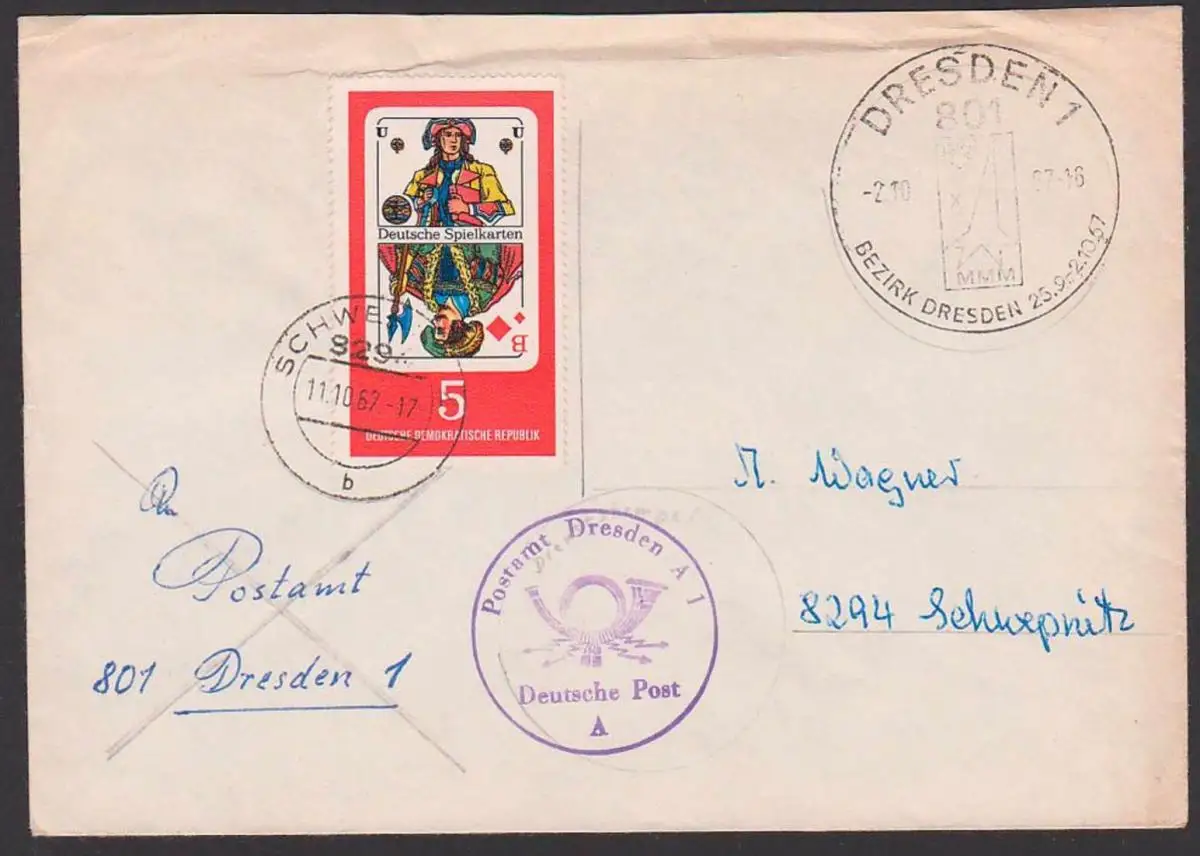 DRESDEN 1
801
-2.10
67-16
MMM
BEZIRK DRESDEN 25.9.-2.10.67
U U
Deutsche Spielkarten
B
5
DEUTSCHE DEMOKRATISCHE REPUBLIK
SCHWE
829
11.10.67.-17
b
An
Postamt
801 Dresden 1
Postamt Dresden A 1
Deutsche Post
A
M. Wagner
8294 Schwepnitz